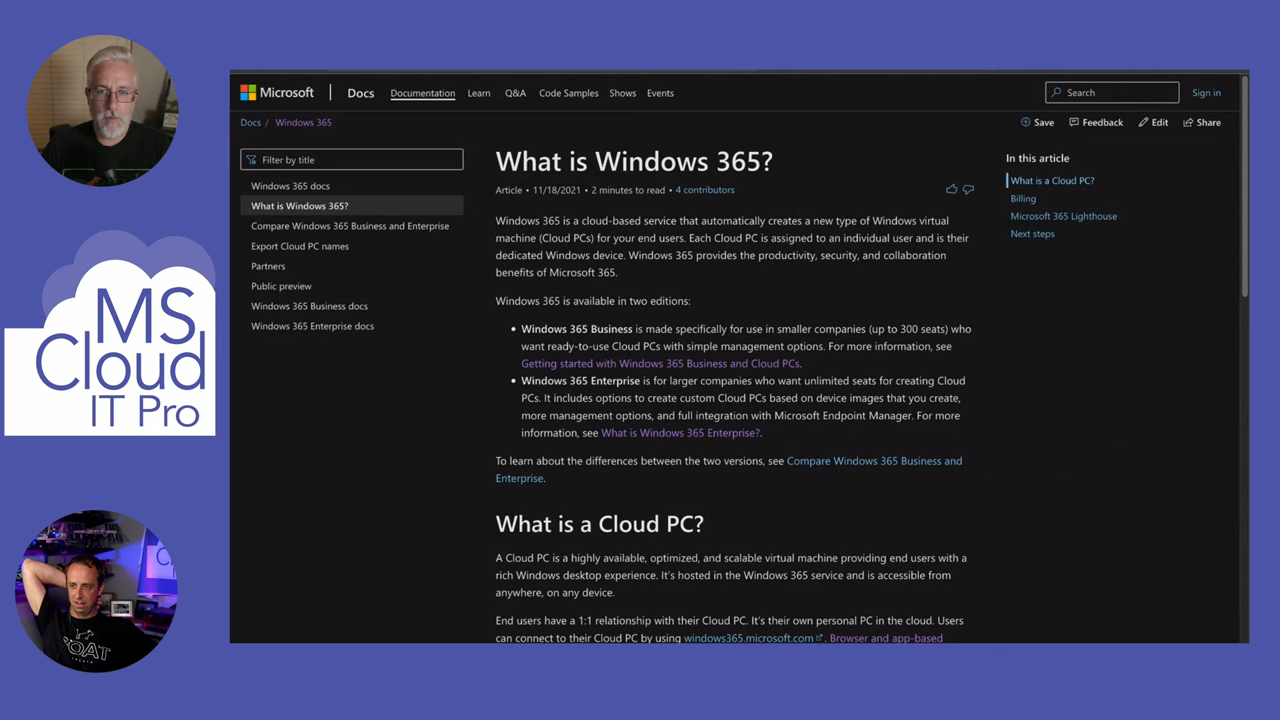 Microsoft
Docs
Documentation
Learn
Q&A
Code Samples
Shows
Events
Search
Sign in
Docs / Windows 365
Save
Feedback
Edit
Share
Filter by title
Windows 365 docs
What is Windows 365?
Compare Windows 365 Business and Enterprise
Export Cloud PC names
Partners
Public preview
Windows 365 Business docs
Windows 365 Enterprise docs
What is Windows 365?
Article • 11/18/2021 • 2 minutes to read • 4 contributors
Windows 365 is a cloud-based service that automatically creates a new type of Windows virtual
machine (Cloud PCs) for your end users. Each Cloud PC is assigned to an individual user and is their
dedicated Windows device. Windows 365 provides the productivity, security, and collaboration
benefits of Microsoft 365.
Windows 365 is available in two editions:
• Windows 365 Business is made specifically for use in smaller companies (up to 300 seats) who
want ready-to-use Cloud PCs with simple management options. For more information, see
Getting started with Windows 365 Business and Cloud PCs.
• Windows 365 Enterprise is for larger companies who want unlimited seats for creating Cloud
PCs. It includes options to create custom Cloud PCs based on device images that you create,
more management options, and full integration with Microsoft Endpoint Manager. For more
information, see What is Windows 365 Enterprise?.
To learn about the differences between the two versions, see Compare Windows 365 Business and
Enterprise.
What is a Cloud PC?
A Cloud PC is a highly available, optimized, and scalable virtual machine providing end users with a
rich Windows desktop experience. It's hosted in the Windows 365 service and is accessible from
anywhere, on any device.
End users have a 1:1 relationship with their Cloud PC. It's their own personal PC in the cloud. Users
can connect to their Cloud PC by using windows365.microsoft.com. Browser and app-based
In this article
What is a Cloud PC?
Billing
Microsoft 365 Lighthouse
Next steps
MS
Cloud
IT Pro